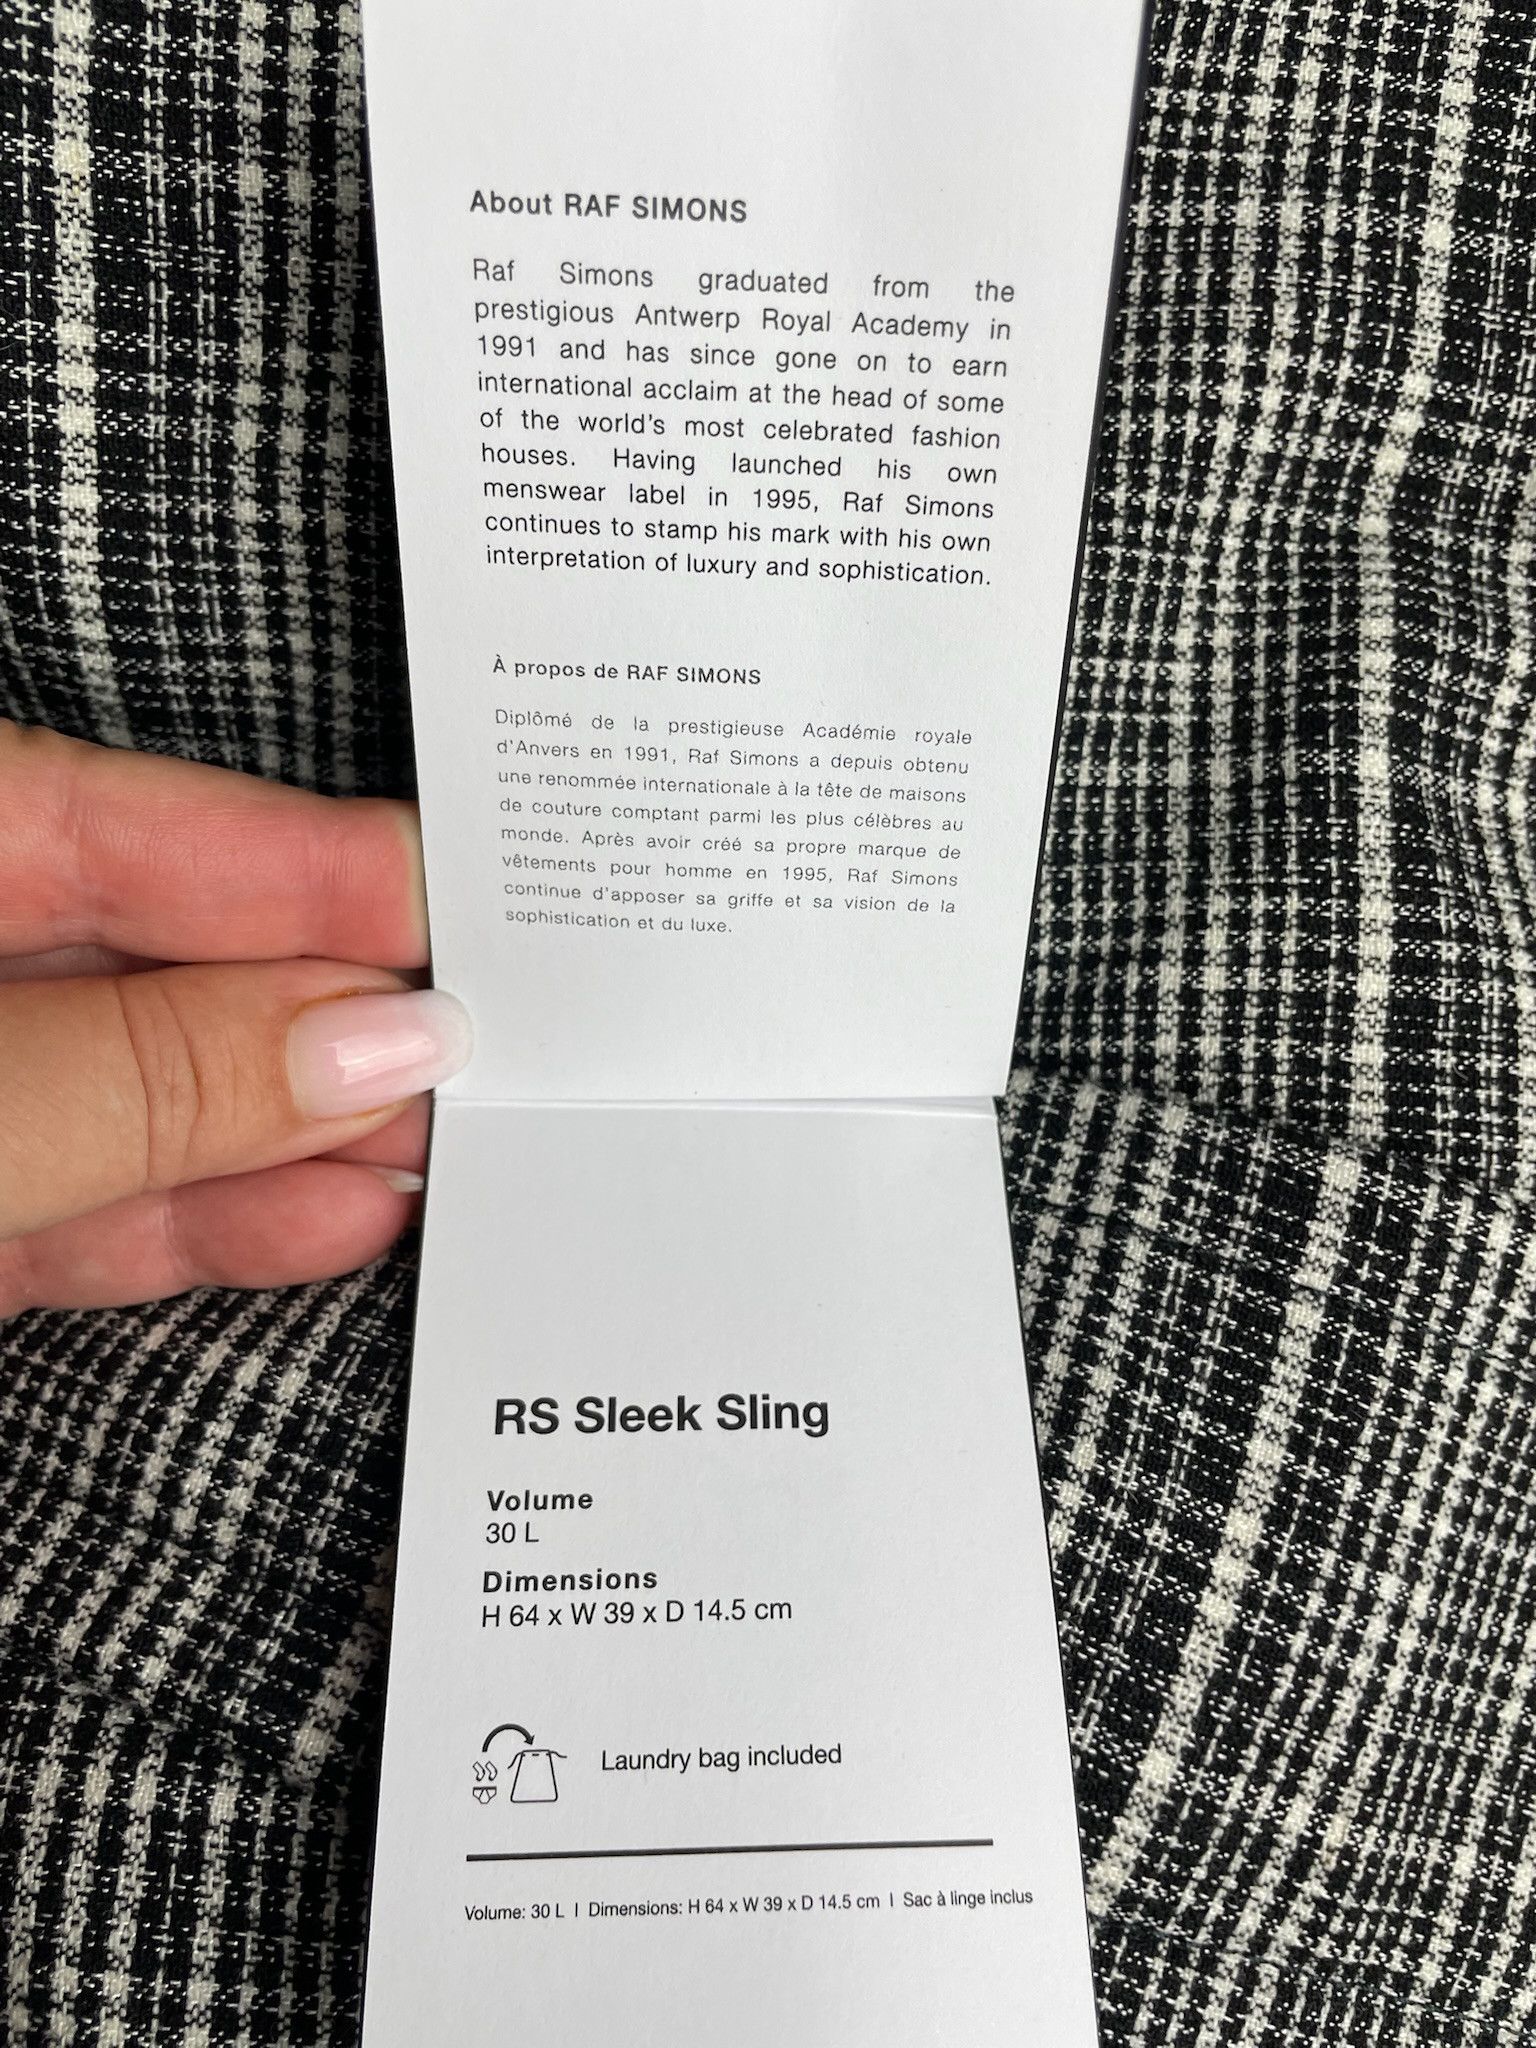 About RAF SIMONS
Raf Simons graduated from the
prestigious Antwerp Royal Academy in
1991 and has since gone on to earn
international acclaim at the head of some
of the world's most celebrated fashion
houses. Having launched his own
menswear label in 1995, Raf Simons
continues to stamp his mark with his own
interpretation of luxury and sophistication.
À propos de RAF SIMONS
Diplômé de la prestigieuse Académie royale
d'Anvers en 1991, Raf Simons a depuis obtenu
une renommée internationale à la tête de maisons
de couture comptant parmi les plus célèbres au
monde. Après avoir créé sa propre marque de
vêtements pour homme en 1995, Raf Simons
continue d'apposer sa griffe et sa vision de la
sophistication et du luxe.
RS Sleek Sling
Volume
30 L
Dimensions
H 64 x W 39 x D 14.5 cm
Laundry bag included
Volume: 30 L | Dimensions: H 64 x W 39 x D 14.5 cm | Sac à linge inclus